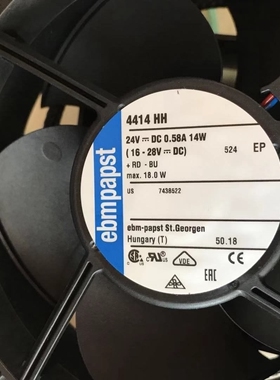 ebmpapst
4414 HH
24V ⎓ DC 0.58A 14W
(16-28V ⎓ DC)
+ RD - BU
max. 18.0 W
524 EP
US 7438522
ebm-papst St.Georgen
Hungary (T) 50.18
VDE
EAC